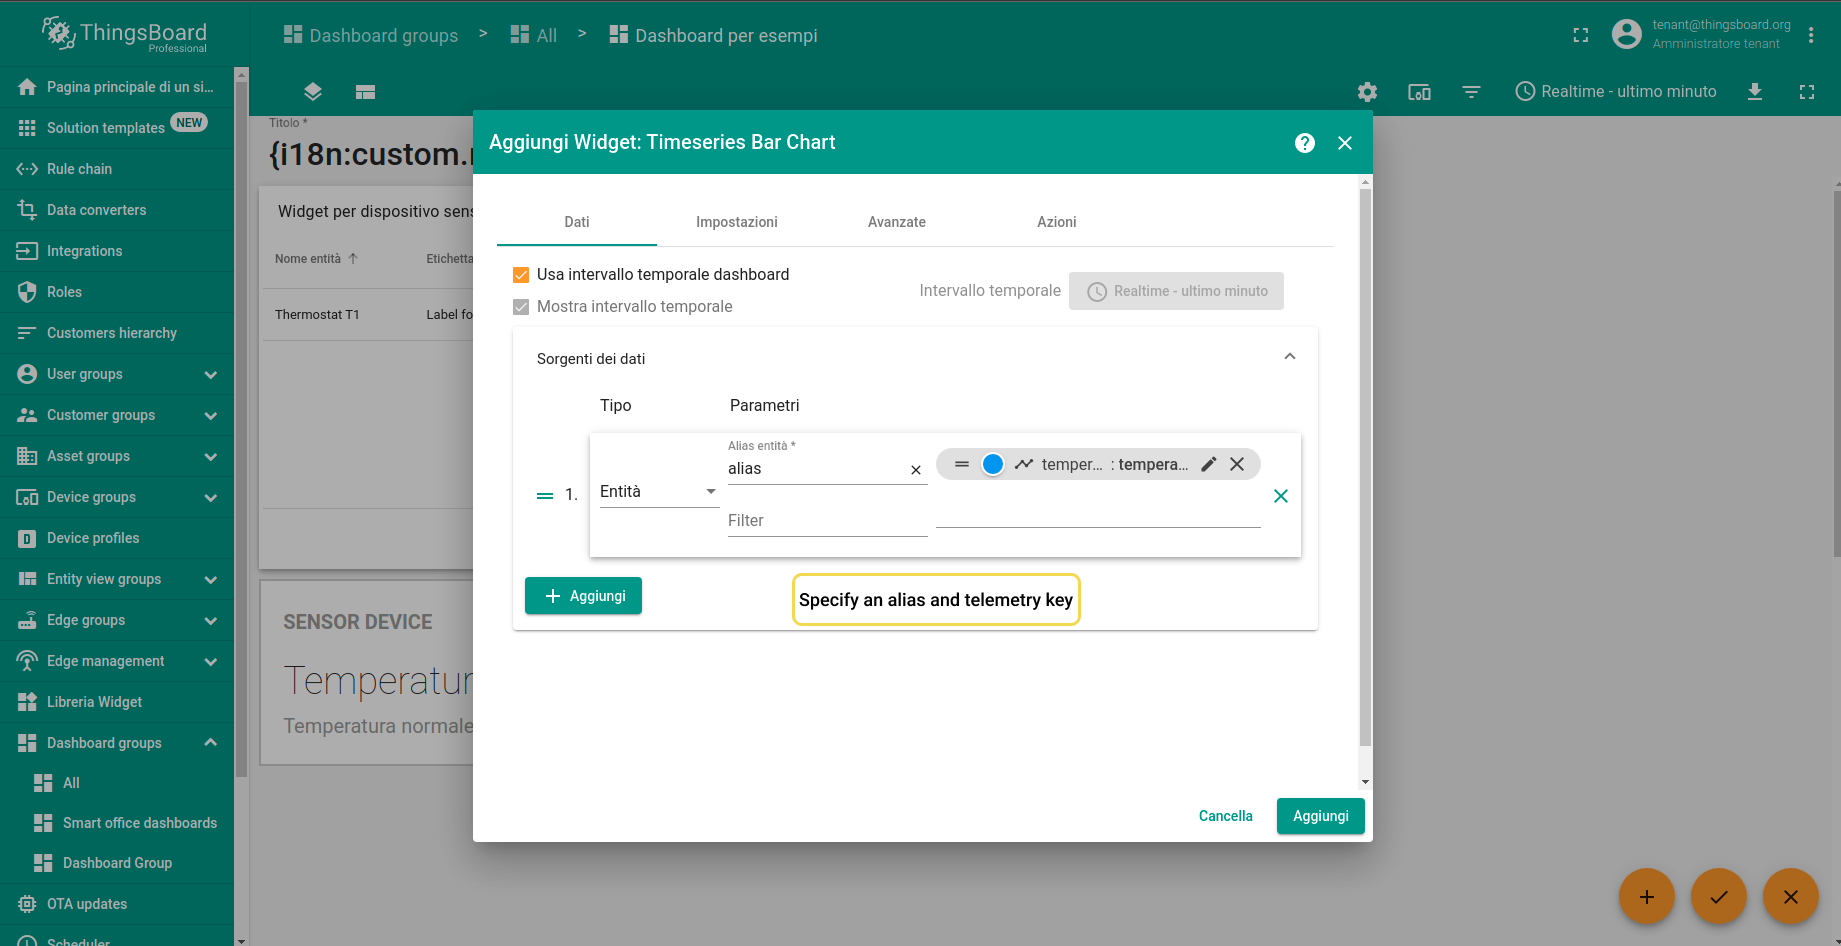 ThingsBoard
Professional
Dashboard groups > All > Dashboard per esempi
tenant@thingsboard.org
Amministratore tenant
Pagina principale di un si...
Solution templates NEW
Rule chain
Data converters
Integrations
Roles
Customers hierarchy
User groups
Customer groups
Asset groups
Device groups
Device profiles
Entity view groups
Edge groups
Edge management
Libreria Widget
Dashboard groups
All
Smart office dashboards
Dashboard Group
OTA updates
Scheduler
Realtime - ultimo minuto
Titolo *
{i18n:custom.
Widget per dispositivo sens
Nome entità
Etichetta
Thermostat T1
Label fo
SENSOR DEVICE
Temperatur
Temperatura normale
Aggiungi Widget: Timeseries Bar Chart
Dati Impostazioni Avanzate Azioni
Usa intervallo temporale dashboard
Mostra intervallo temporale
Intervallo temporale Realtime - ultimo minuto
Sorgenti dei dati
Tipo Parametri
1. Entità
Alias entità *
alias
Filter
temper... : tempera...
Aggiungi
Specify an alias and telemetry key
Cancella Aggiungi